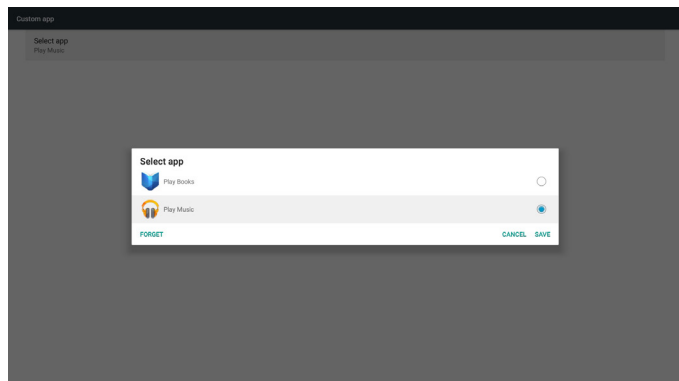 Custom app
Select app
Play Music
Select app
Play Books
Play Music
FORGET CANCEL SAVE